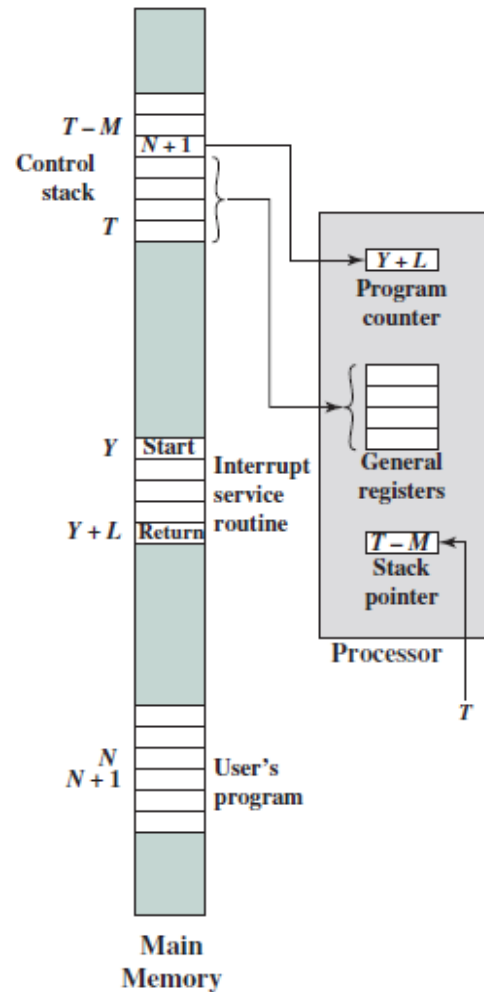 T – M
N + 1
Control
stack
T
Y + L
Program
counter
Y
Start
Interrupt
service
routine
General
registers
Y + L
Return
T – M
Stack
pointer
Processor
T
N
N + 1
User's
program
Main
Memory